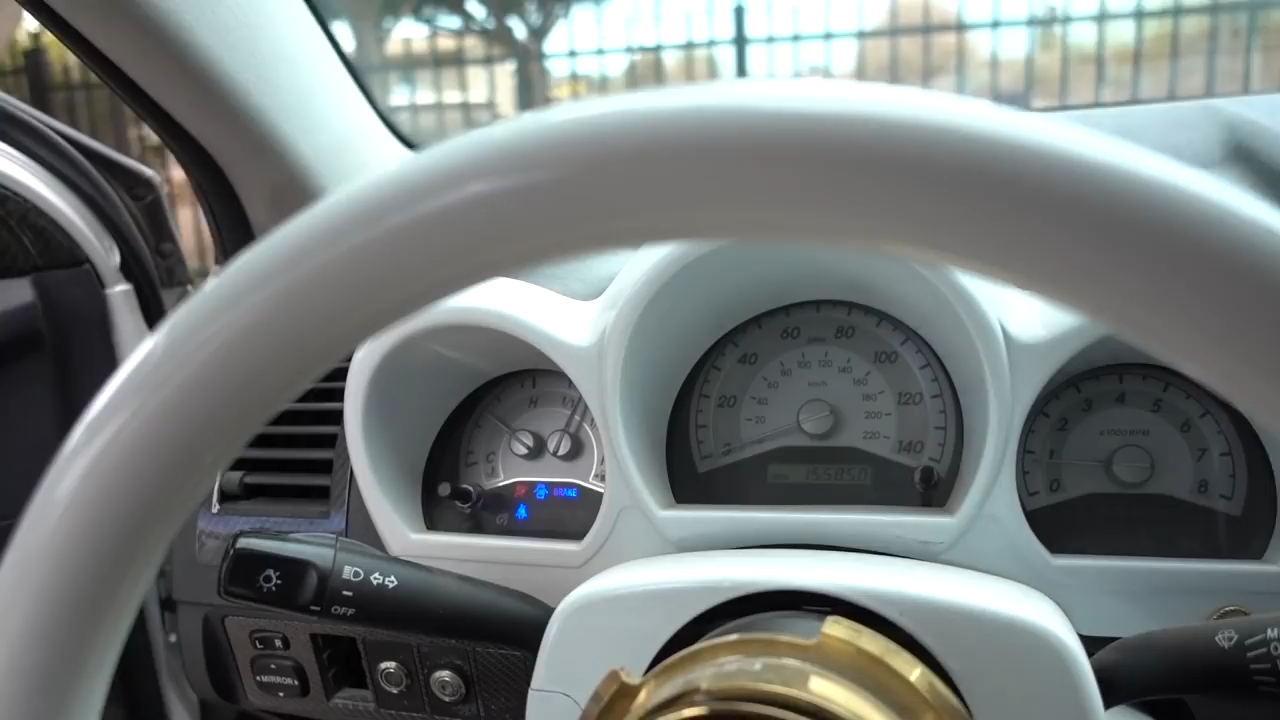 H
C
BRAKE
60 80
40 100
20 120
140
100 120
80 140
60 160
40 180
20 200
220
km/h
155850
0 1 2 3 4 5 6 7 8
x1000 RPM
OFF
L R
MIRROR